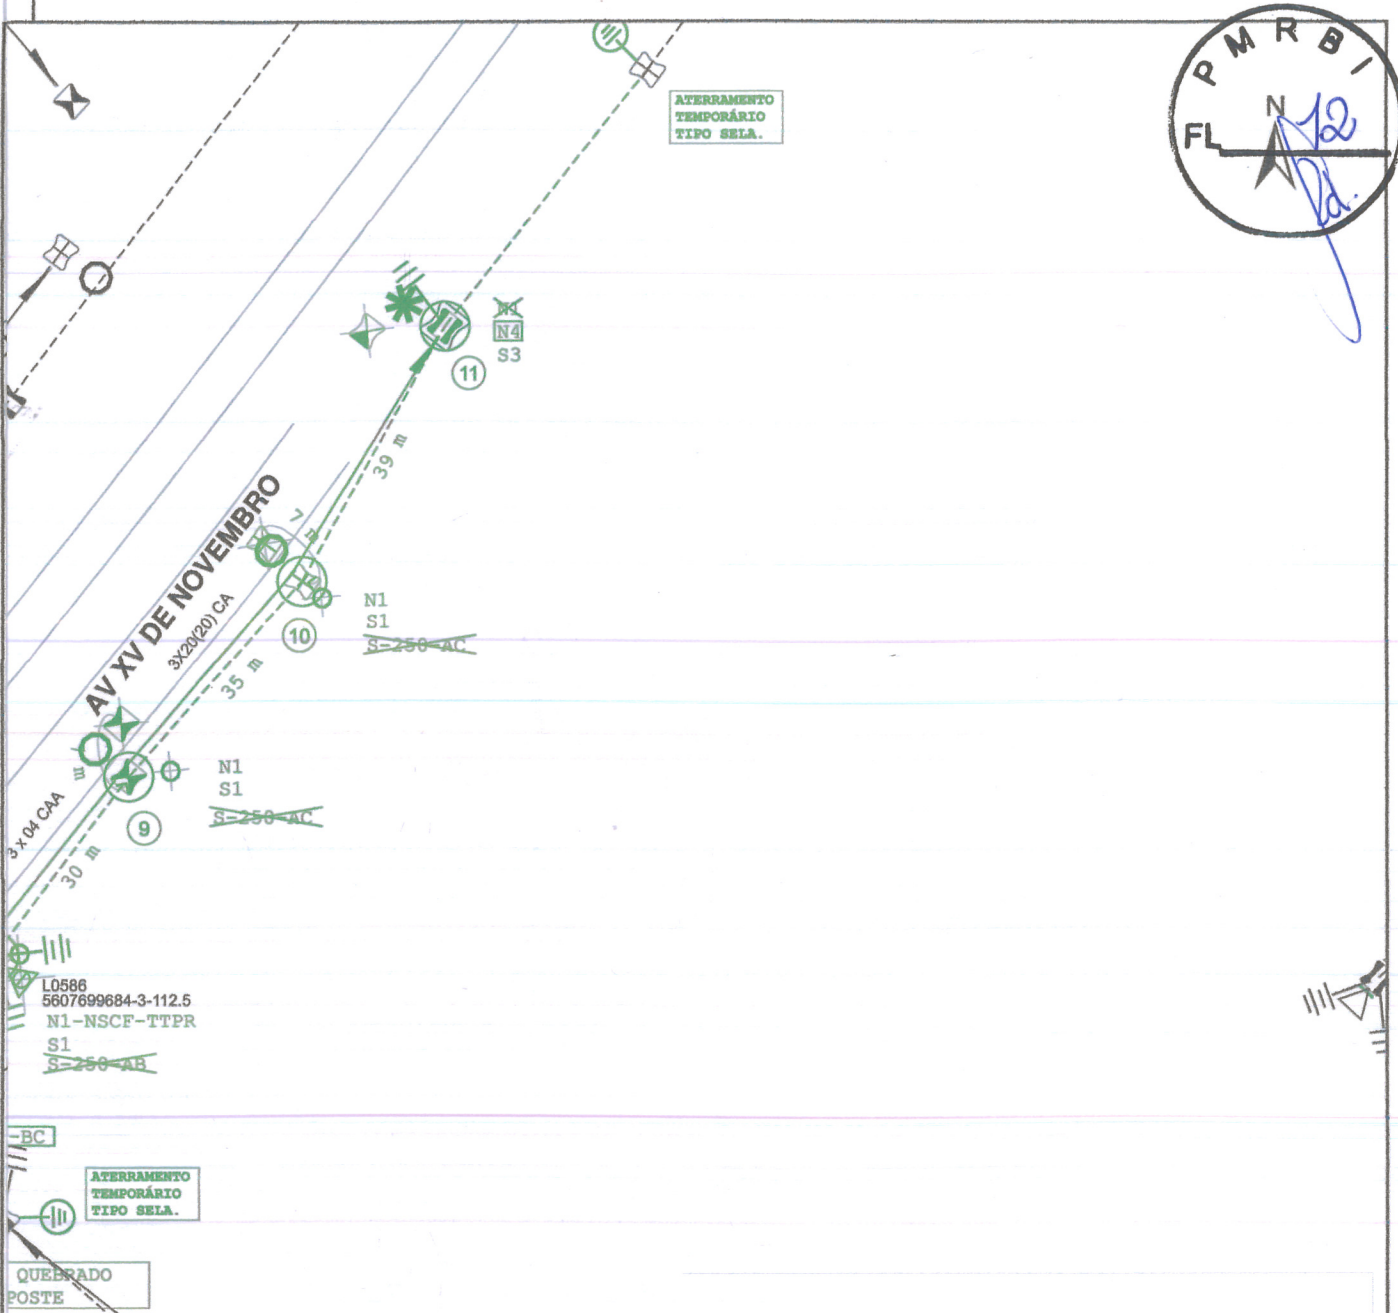 PMRBI
N
FL 12
ATERRAMENTO
TEMPORÁRIO
TIPO SELA.
N1
N4
S3
11
39 m
7 m
AV XV DE NOVEMBRO
3X20(20) CA
N1
S1
S-250-AC
10
35 m
m
N1
S1
S-250-AC
9
3 x 04 CAA
30 m
L0586
5607699684-3-112.5
N1-NSCF-TTPR
S1
S-250-AB
-BC
ATERRAMENTO
TEMPORÁRIO
TIPO SELA.
QUEBRADO
POSTE